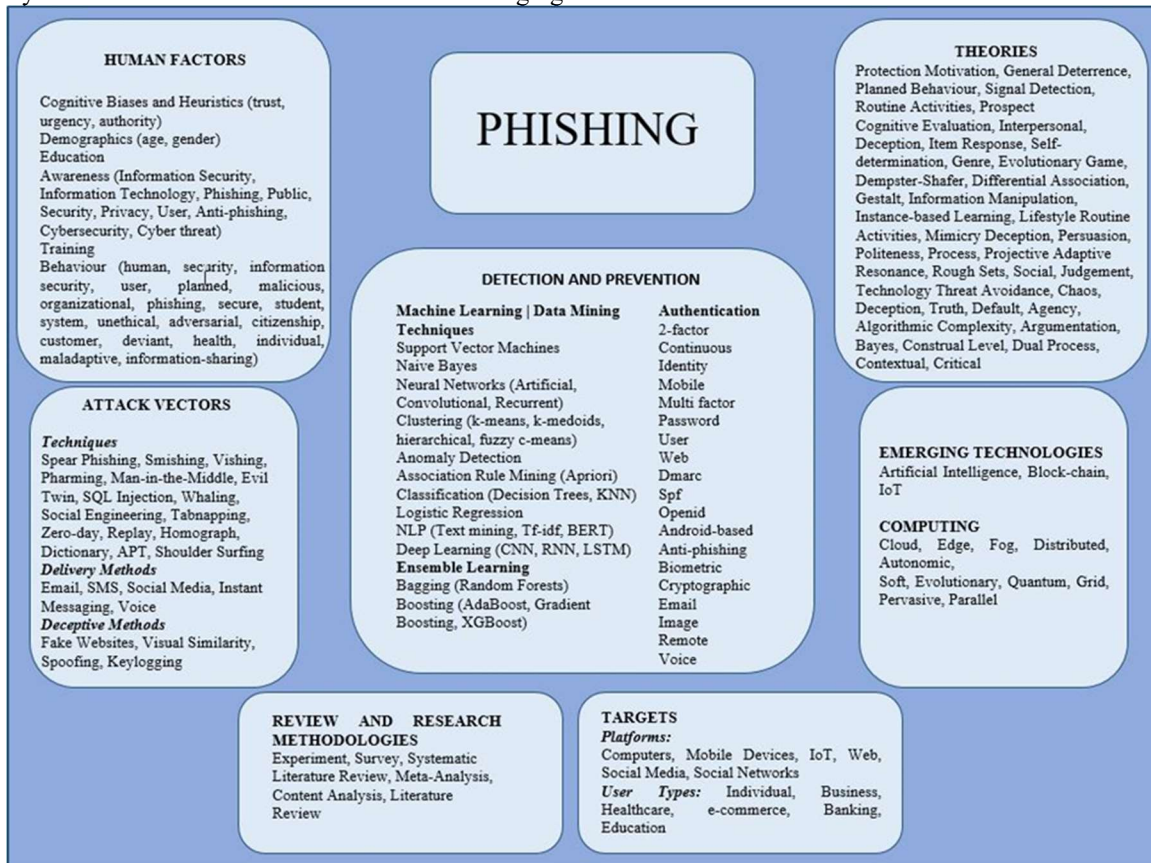 PHISHING
HUMAN FACTORS
Cognitive Biases and Heuristics (trust,
urgency, authority)
Demographics (age, gender)
Education
Awareness (Information Security,
Information Technology, Phishing, Public,
Security, Privacy, User, Anti-phishing,
Cybersecurity, Cyber threat)
Training
Behaviour (human, security, information
security, user, planned, malicious,
organizational, phishing, secure, student,
system, unethical, adversarial, citizenship,
customer, deviant, health, individual,
maladaptive, information-sharing)
ATTACK VECTORS
Techniques
Spear Phishing, Smishing, Vishing,
Pharming, Man-in-the-Middle, Evil
Twin, SQL Injection, Whaling,
Social Engineering, Tabnapping,
Zero-day, Replay, Homograph,
Dictionary, APT, Shoulder Surfing
Delivery Methods
Email, SMS, Social Media, Instant
Messaging, Voice
Deceptive Methods
Fake Websites, Visual Similarity,
Spoofing, Keylogging
DETECTION AND PREVENTION
Machine Learning | Data Mining
Techniques
Support Vector Machines
Naive Bayes
Neural Networks (Artificial,
Convolutional, Recurrent)
Clustering (k-means, k-medoids,
hierarchical, fuzzy c-means)
Anomaly Detection
Association Rule Mining (Apriori)
Classification (Decision Trees, KNN)
Logistic Regression
NLP (Text mining, Tf-idf, BERT)
Deep Learning (CNN, RNN, LSTM)
Ensemble Learning
Bagging (Random Forests)
Boosting (AdaBoost, Gradient
Boosting, XGBoost)
Authentication
2-factor
Continuous
Identity
Mobile
Multi factor
Password
User
Web
Dmarc
Spf
Openid
Android-based
Anti-phishing
Biometric
Cryptographic
Email
Image
Remote
Voice
THEORIES
Protection Motivation, General Deterrence,
Planned Behaviour, Signal Detection,
Routine Activities, Prospect
Cognitive Evaluation, Interpersonal,
Deception, Item Response, Self-
determination, Genre, Evolutionary Game,
Dempster-Shafer, Differential Association,
Gestalt, Information Manipulation,
Instance-based Learning, Lifestyle Routine
Activities, Mimicry Deception, Persuasion,
Politeness, Process, Projective Adaptive
Resonance, Rough Sets, Social, Judgement,
Technology Threat Avoidance, Chaos,
Deception, Truth, Default, Agency,
Algorithmic Complexity, Argumentation,
Bayes, Construal Level, Dual Process,
Contextual, Critical
EMERGING TECHNOLOGIES
Artificial Intelligence, Block-chain,
IoT
COMPUTING
Cloud, Edge, Fog, Distributed,
Autonomic,
Soft, Evolutionary, Quantum, Grid,
Pervasive, Parallel
REVIEW AND RESEARCH
METHODOLOGIES
Experiment, Survey, Systematic
Literature Review, Meta-Analysis,
Content Analysis, Literature
Review
TARGETS
Platforms:
Computers, Mobile Devices, IoT, Web,
Social Media, Social Networks
User Types: Individual, Business,
Healthcare, e-commerce, Banking,
Education